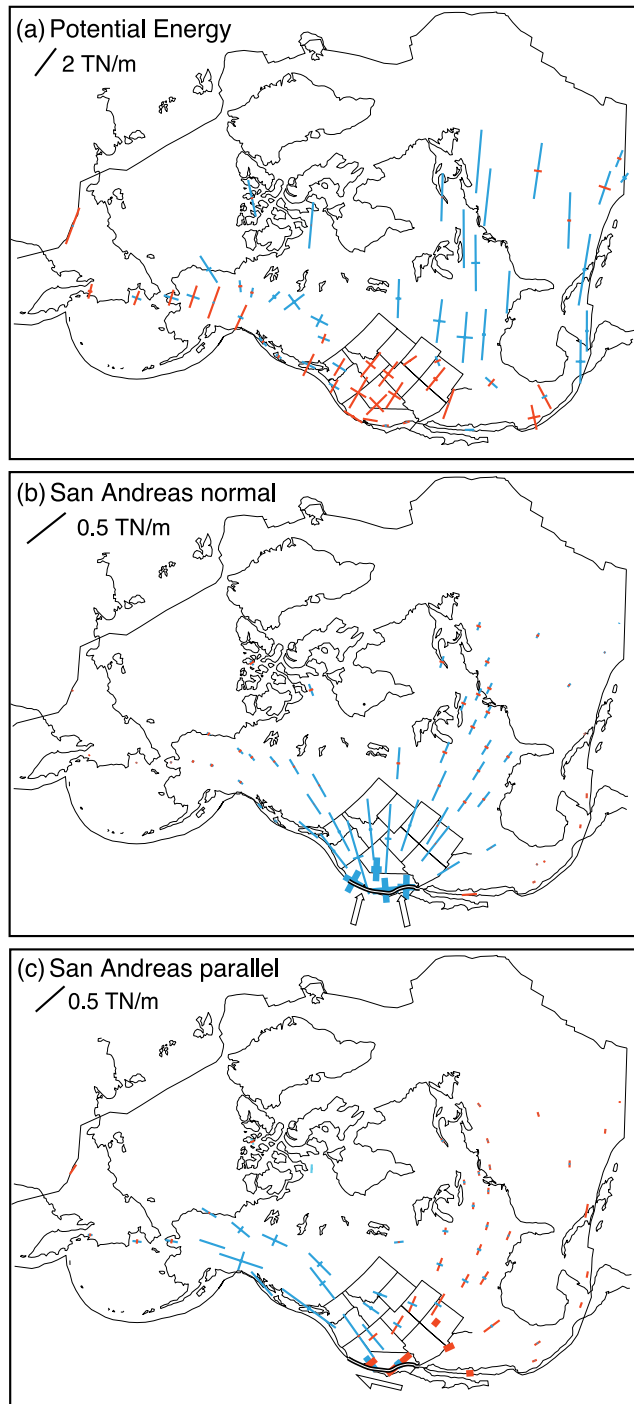 (a) Potential Energy
2 TN/m
(b) San Andreas normal
0.5 TN/m
(c) San Andreas parallel
0.5 TN/m